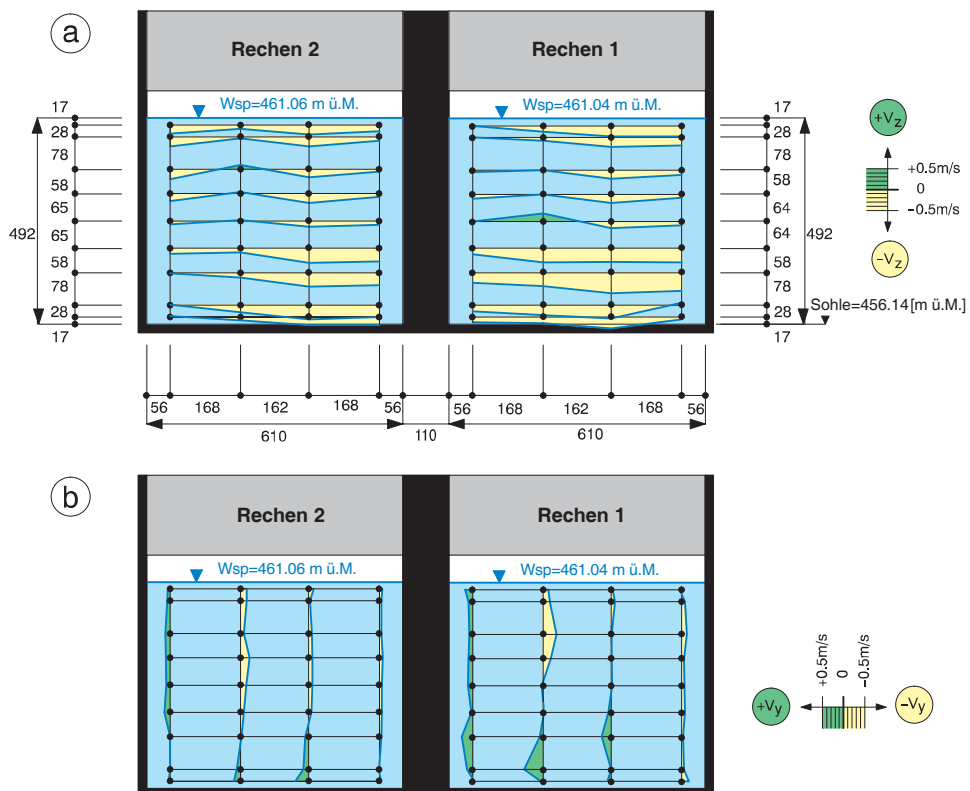 a
Rechen 2
Rechen 1
Wsp=461.06 m ü.M.
Wsp=461.04 m ü.M.
17
28
78
58
65
65
58
78
28
17
492
17
28
78
58
64
64
58
78
28
17
492
+Vz
+0.5m/s
0
-0.5m/s
-Vz
Sohle=456.14[m ü.M.]
56
168
162
168
56
610
110
56
168
162
168
56
610
b
Rechen 2
Rechen 1
Wsp=461.06 m ü.M.
Wsp=461.04 m ü.M.
+0.5m/s
0
-0.5m/s
+Vy
-Vy